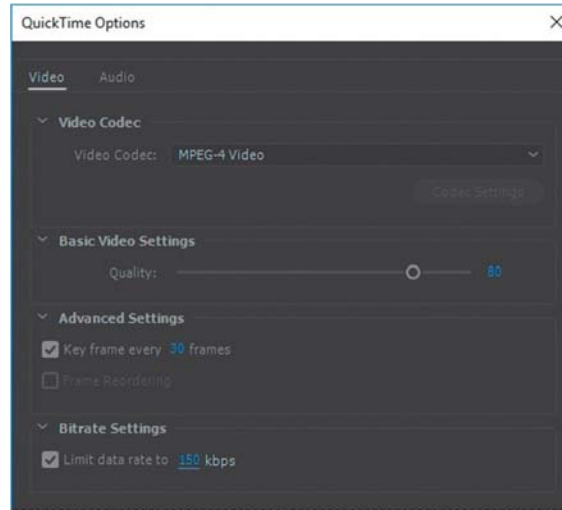 QuickTime Options
Video Audio
Video Codec
Video Codec: MPEG-4 Video
Codec Settings
Basic Video Settings
Quality: 80
Advanced Settings
Key frame every 30 frames
Frame Reordering
Bitrate Settings
Limit data rate to 150 kbps